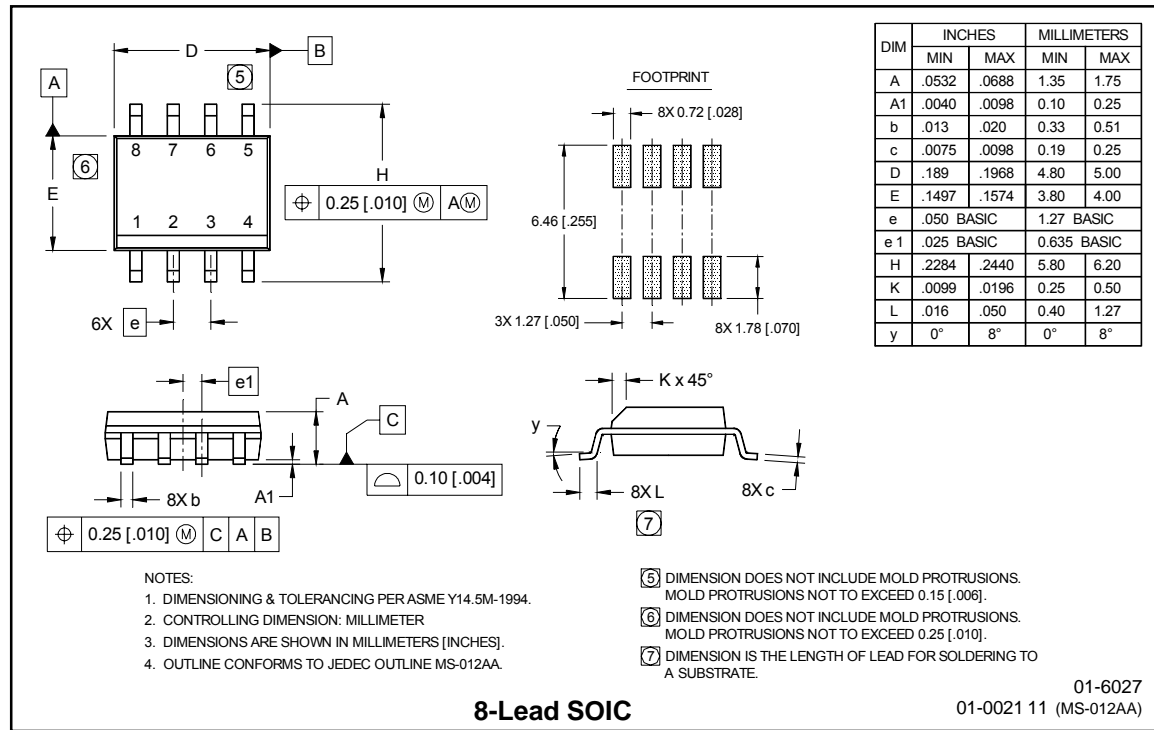 D
B
5
A
8 7 6 5
6
E
H
⌖ 0.25 [.010] Ⓜ AⓂ
1 2 3 4
6X e
FOOTPRINT
8X 0.72 [.028]
6.46 [.255]
3X 1.27 [.050]
8X 1.78 [.070]
DIM INCHES MILLIMETERS
MIN MAX MIN MAX
A .0532 .0688 1.35 1.75
A1 .0040 .0098 0.10 0.25
b .013 .020 0.33 0.51
c .0075 .0098 0.19 0.25
D .189 .1968 4.80 5.00
E .1497 .1574 3.80 4.00
e .050 BASIC 1.27 BASIC
e 1 .025 BASIC 0.635 BASIC
H .2284 .2440 5.80 6.20
K .0099 .0196 0.25 0.50
L .016 .050 0.40 1.27
y 0° 8° 0° 8°
e1
A
C
⌓ 0.10 [.004]
8X b
A1
⌖ 0.25 [.010] Ⓜ C A B
K x 45°
y
8X L
7
8X c
NOTES:
1. DIMENSIONING & TOLERANCING PER ASME Y14.5M-1994.
2. CONTROLLING DIMENSION: MILLIMETER
3. DIMENSIONS ARE SHOWN IN MILLIMETERS [INCHES].
4. OUTLINE CONFORMS TO JEDEC OUTLINE MS-012AA.
5 DIMENSION DOES NOT INCLUDE MOLD PROTRUSIONS.
MOLD PROTRUSIONS NOT TO EXCEED 0.15 [.006].
6 DIMENSION DOES NOT INCLUDE MOLD PROTRUSIONS.
MOLD PROTRUSIONS NOT TO EXCEED 0.25 [.010].
7 DIMENSION IS THE LENGTH OF LEAD FOR SOLDERING TO
A SUBSTRATE.
8-Lead SOIC
01-6027
01-0021 11 (MS-012AA)